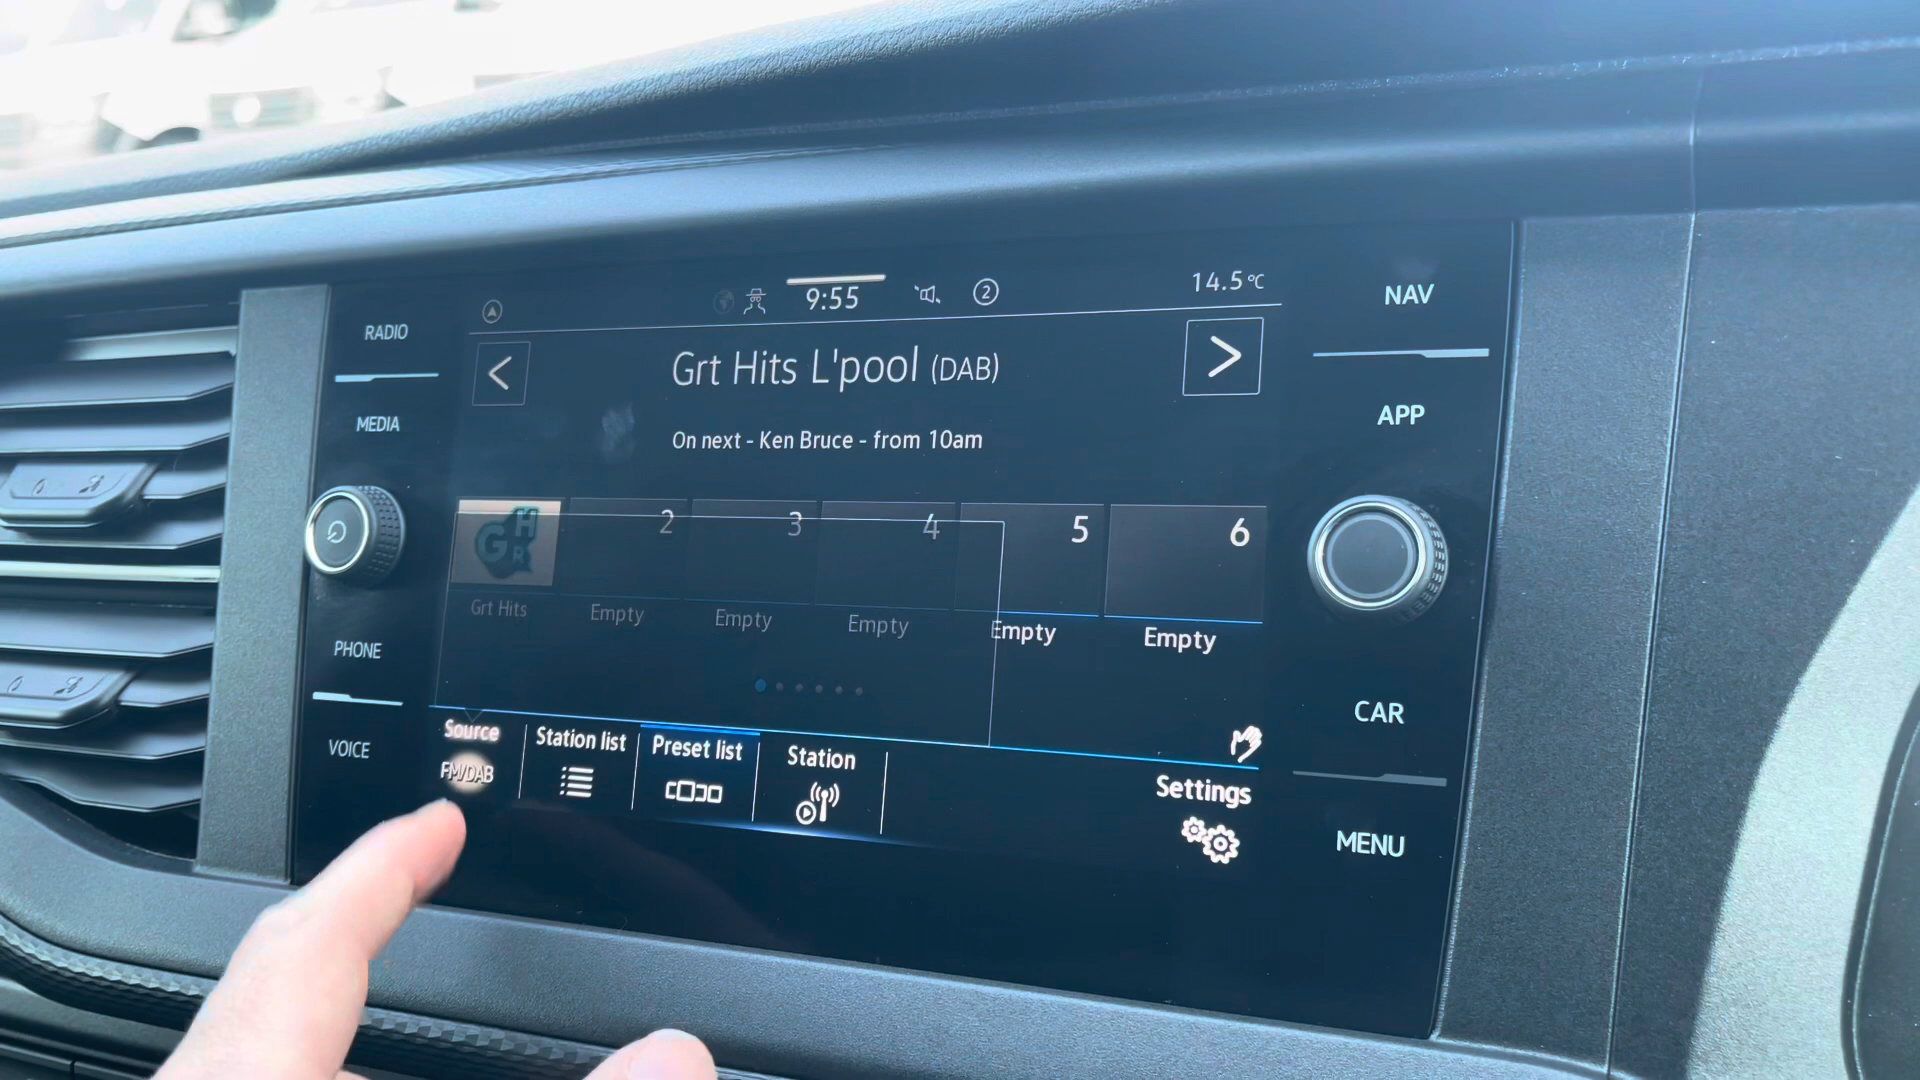 9:55
2
14.5°C
RADIO
MEDIA
PHONE
VOICE
Grt Hits L'pool (DAB)
On next - Ken Bruce - from 10am
GHR
2
3
4
5
6
Grt Hits
Empty
Empty
Empty
Empty
Empty
Source
FM/DAB
Station list
Preset list
Station
Settings
NAV
APP
CAR
MENU